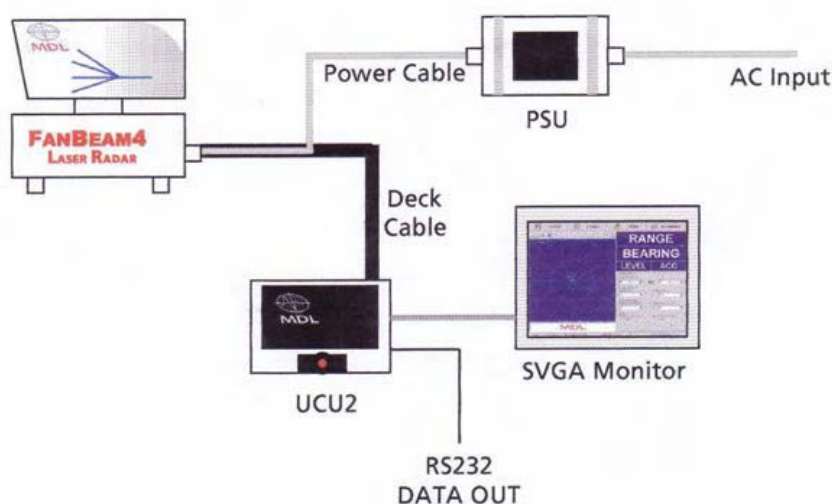 MDL
FANBEAM4
LASER RADAR
Power Cable
PSU
AC Input
Deck
Cable
MDL
UCU2
RANGE
BEARING
LEVEL ACC
MDL
SVGA Monitor
RS232
DATA OUT